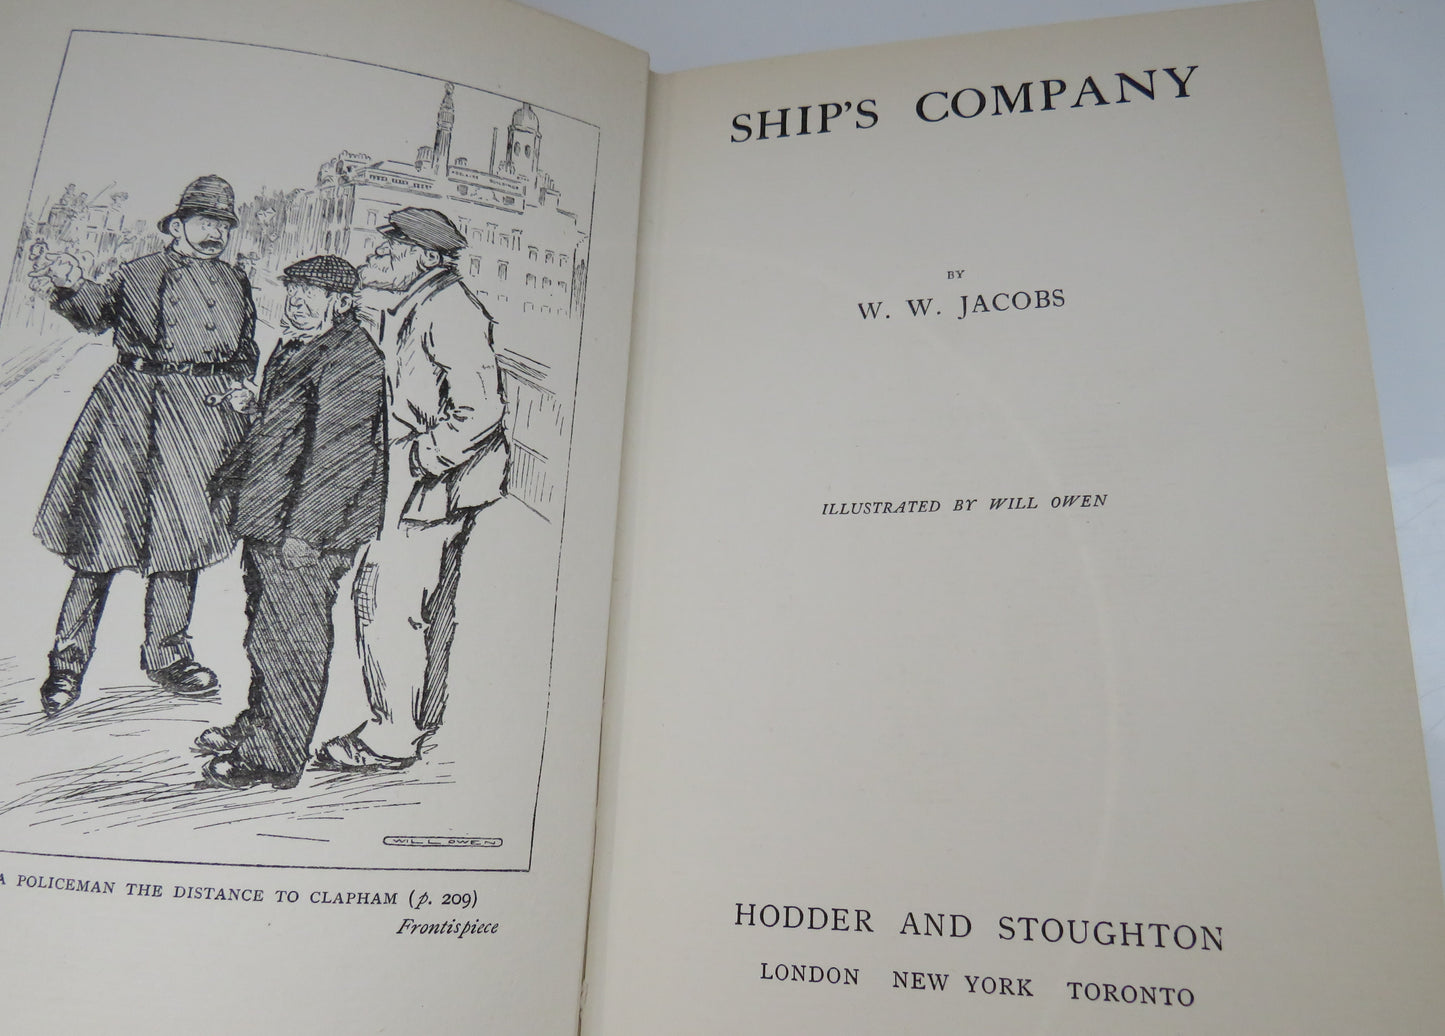 WILL OWEN
A POLICEMAN THE DISTANCE TO CLAPHAM (p. 209)
Frontispiece
SHIP'S COMPANY
BY
W. W. JACOBS
ILLUSTRATED BY WILL OWEN
HODDER AND STOUGHTON
LONDON NEW YORK TORONTO